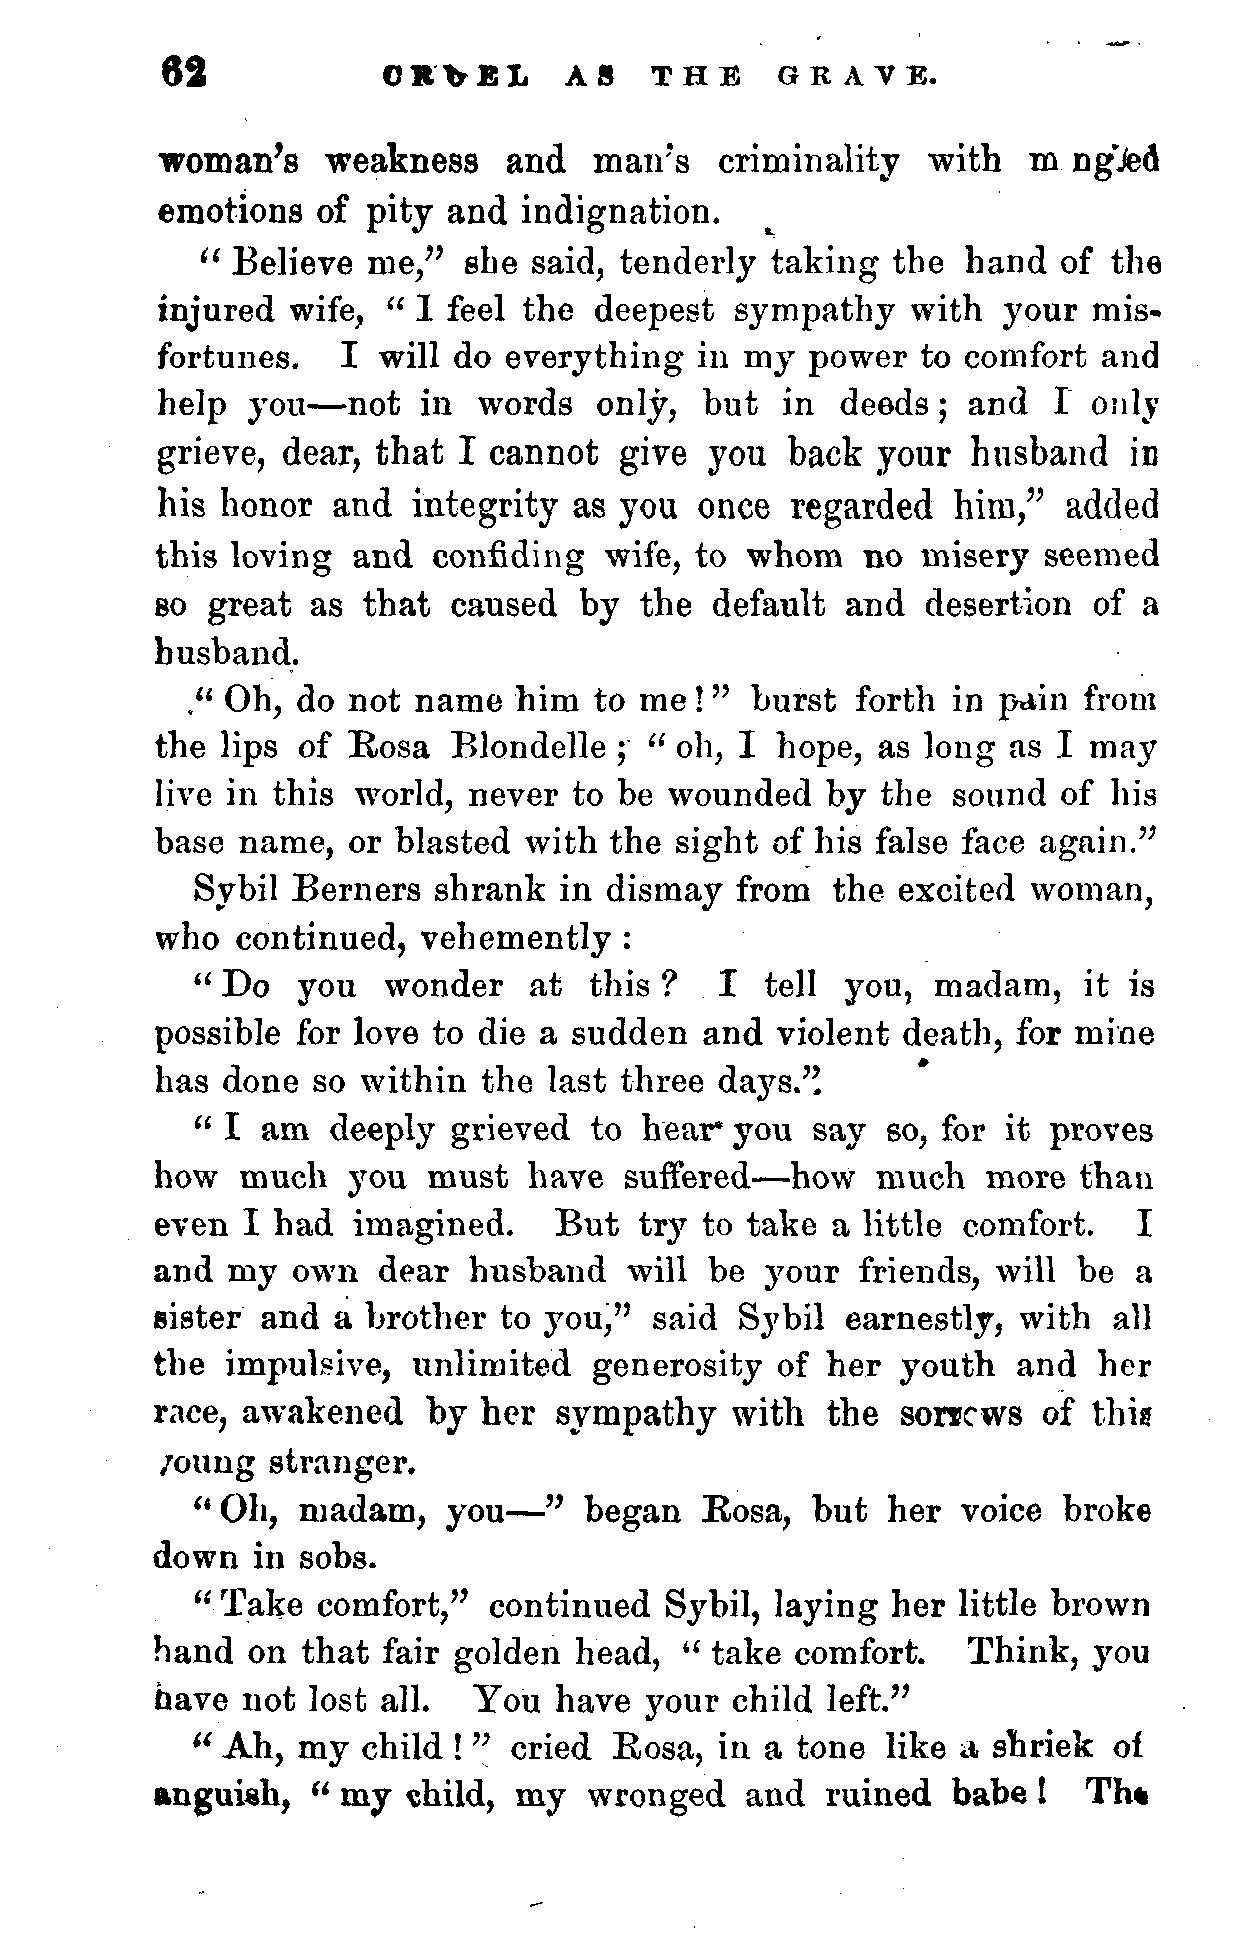 62 CRUEL AS THE GRAVE.
woman's weakness and man's criminality with mingled
emotions of pity and indignation.
“ Believe me,” she said, tenderly taking the hand of the
injured wife, “ I feel the deepest sympathy with your mis-
fortunes. I will do everything in my power to comfort and
help you—not in words only, but in deeds ; and I only
grieve, dear, that I cannot give you back your husband in
his honor and integrity as you once regarded him,” added
this loving and confiding wife, to whom no misery seemed
so great as that caused by the default and desertion of a
husband.
“ Oh, do not name him to me ! ” burst forth in pain from
the lips of Rosa Blondelle ; “ oh, I hope, as long as I may
live in this world, never to be wounded by the sound of his
base name, or blasted with the sight of his false face again.”
Sybil Berners shrank in dismay from the excited woman,
who continued, vehemently :
“ Do you wonder at this ? I tell you, madam, it is
possible for love to die a sudden and violent death, for mine
has done so within the last three days.”
“ I am deeply grieved to hear you say so, for it proves
how much you must have suffered—how much more than
even I had imagined. But try to take a little comfort. I
and my own dear husband will be your friends, will be a
sister and a brother to you,” said Sybil earnestly, with all
the impulsive, unlimited generosity of her youth and her
race, awakened by her sympathy with the sorrows of this
young stranger.
“ Oh, madam, you—” began Rosa, but her voice broke
down in sobs.
“ Take comfort,” continued Sybil, laying her little brown
hand on that fair golden head, “ take comfort. Think, you
have not lost all. You have your child left.”
“ Ah, my child ! ” cried Rosa, in a tone like a shriek of
anguish, “ my child, my wronged and ruined babe ! The